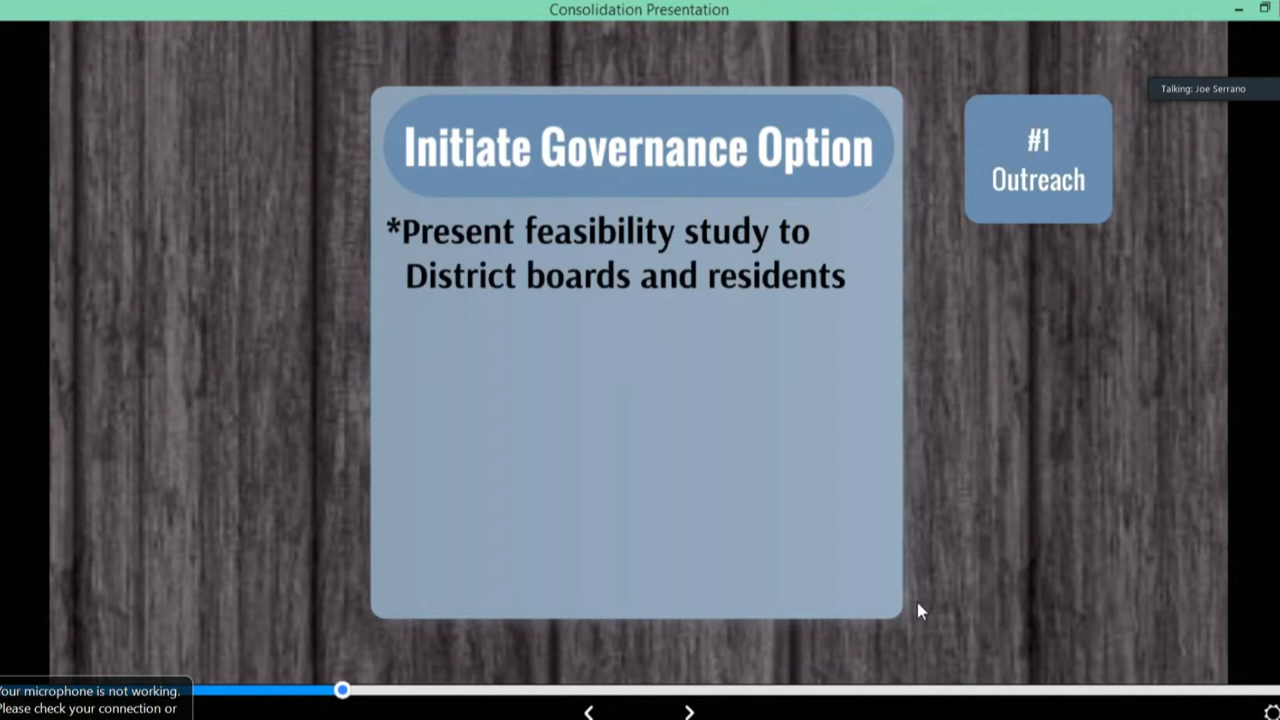 Consolidation Presentation
Talking: Joe Serrano
Initiate Governance Option
#1
Outreach
*Present feasibility study to
District boards and residents
Your microphone is not working.
Please check your connection or